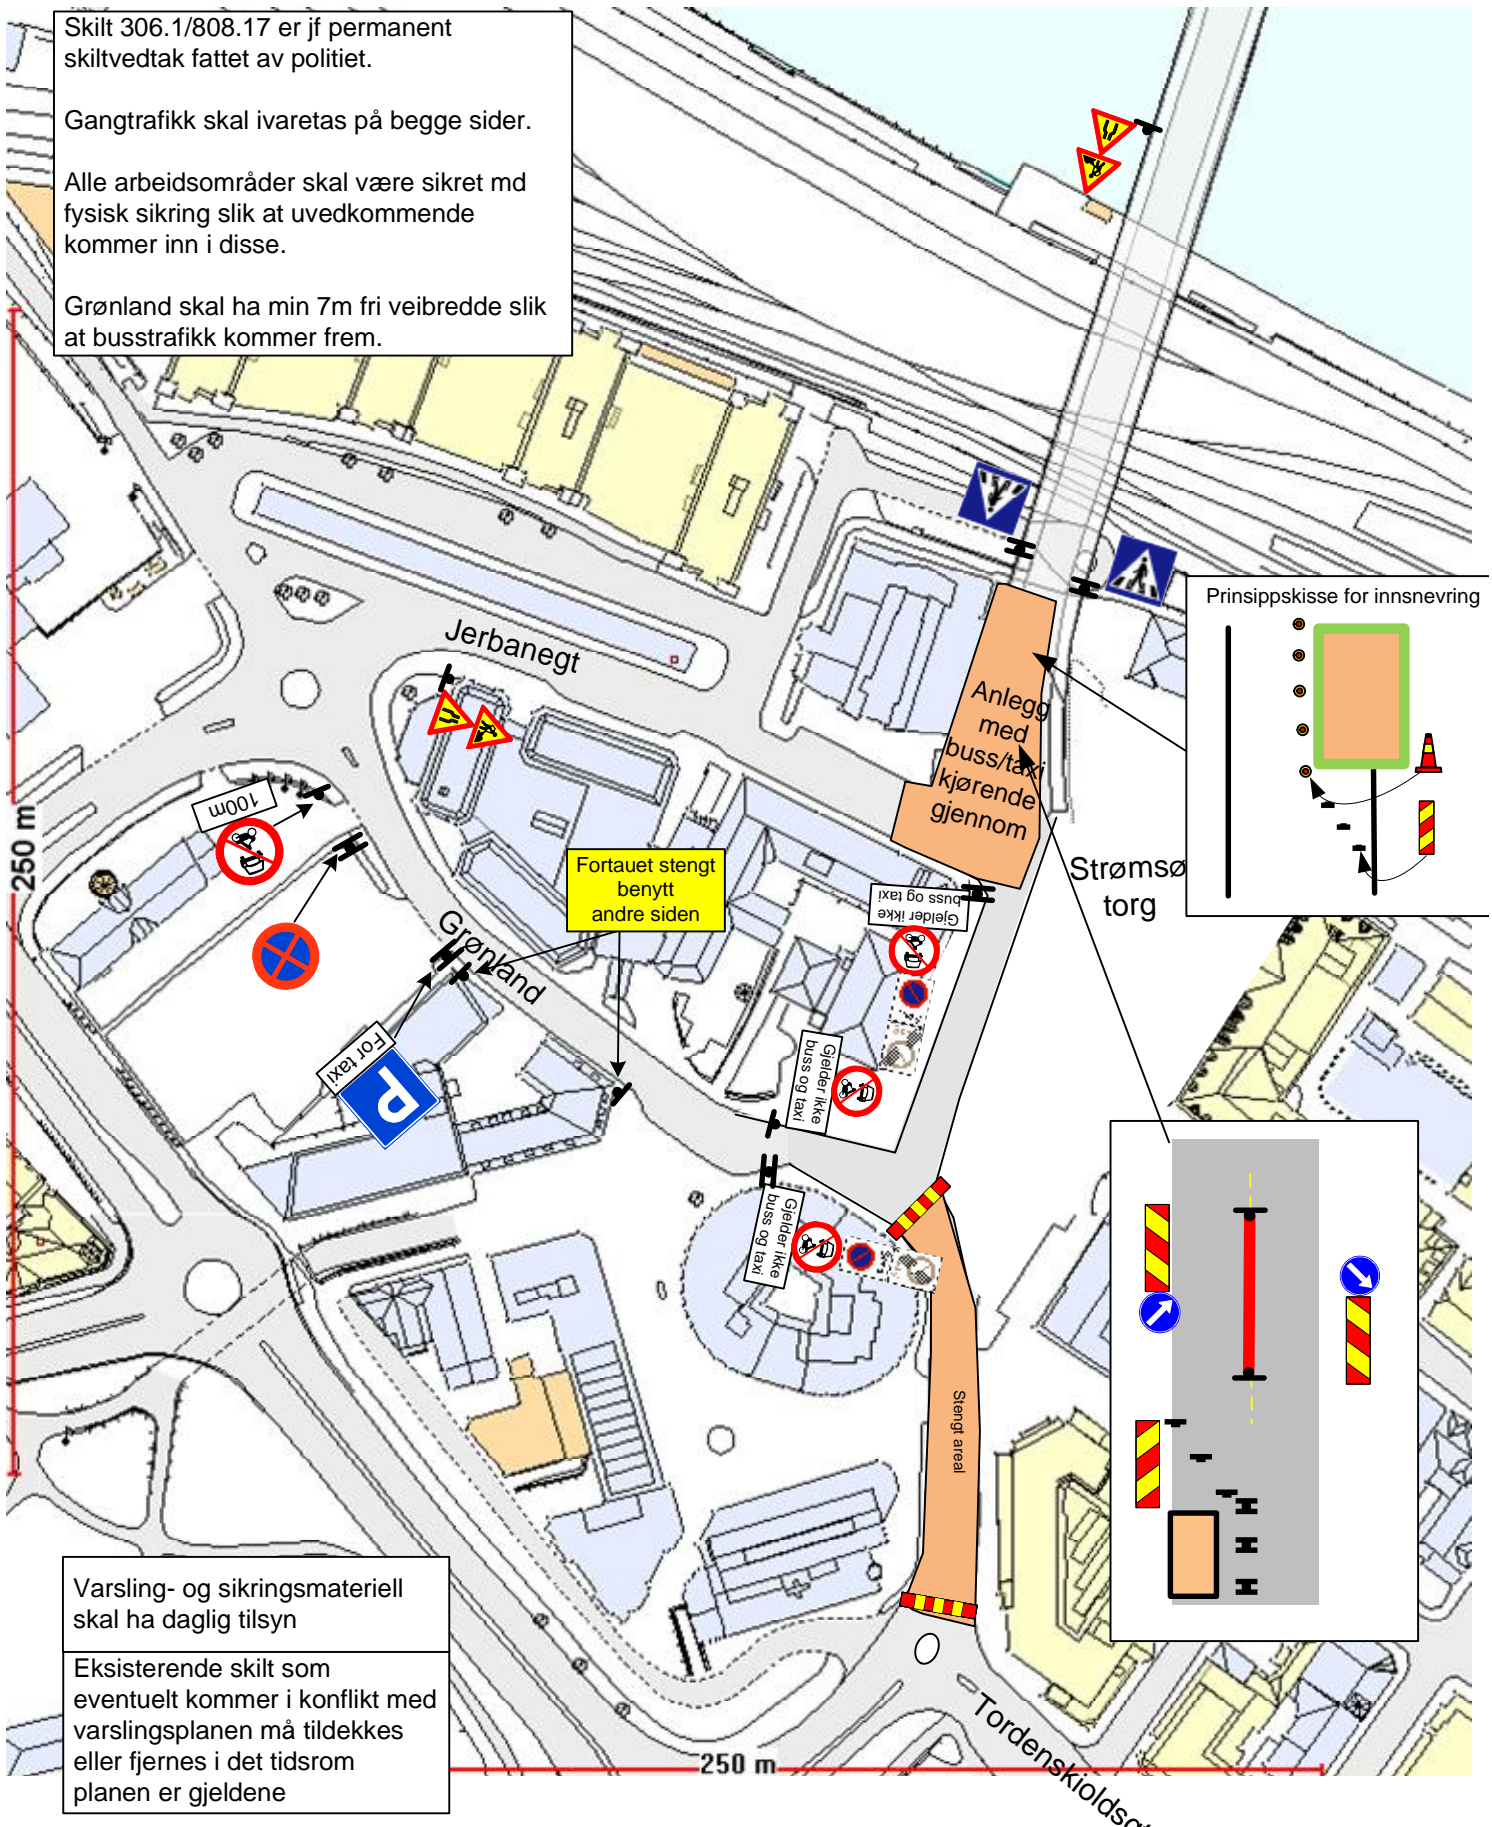 Skilt 306.1/808.17 er jf permanent
skiltvedtak fattet av politiet.
Gangtrafikk skal ivaretas på begge sider.
Alle arbeidsområder skal være sikret md
fysisk sikring slik at uvedkommende
kommer inn i disse.
Grønland skal ha min 7m fri veibredde slik
at busstrafikk kommer frem.
Prinsippskisse for innsnevring
Jerbanegt
Anlegg
med
buss/taxi
kjørende
gjennom
250 m
100m
Fortauet stengt
benytt
andre siden
Strømsø
torg
Gjelder ikke
buss og taxi
Grønland
For taxi
P
Gjelder ikke
buss og taxi
Gjelder ikke
buss og taxi
Stengt areal
Varsling- og sikringsmateriell
skal ha daglig tilsyn
Eksisterende skilt som
eventuelt kommer i konflikt med
varslingsplanen må tildekkes
eller fjernes i det tidsrom
planen er gjeldene
250 m
Tordenskioldsg